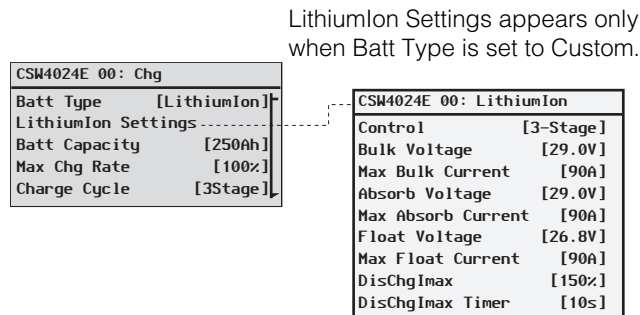 LithiumIon Settings appears only
when Batt Type is set to Custom.
CSW4024E 00: Chg
Batt Type [LithiumIon]
LithiumIon Settings
Batt Capacity [250Ah]
Max Chg Rate [100%]
Charge Cycle [3Stage]
CSW4024E 00: LithiumIon
Control [3-Stage]
Bulk Voltage [29.0V]
Max Bulk Current [90A]
Absorb Voltage [29.0V]
Max Absorb Current [90A]
Float Voltage [26.8V]
Max Float Current [90A]
DisChgImax [150%]
DisChgImax Timer [10s]